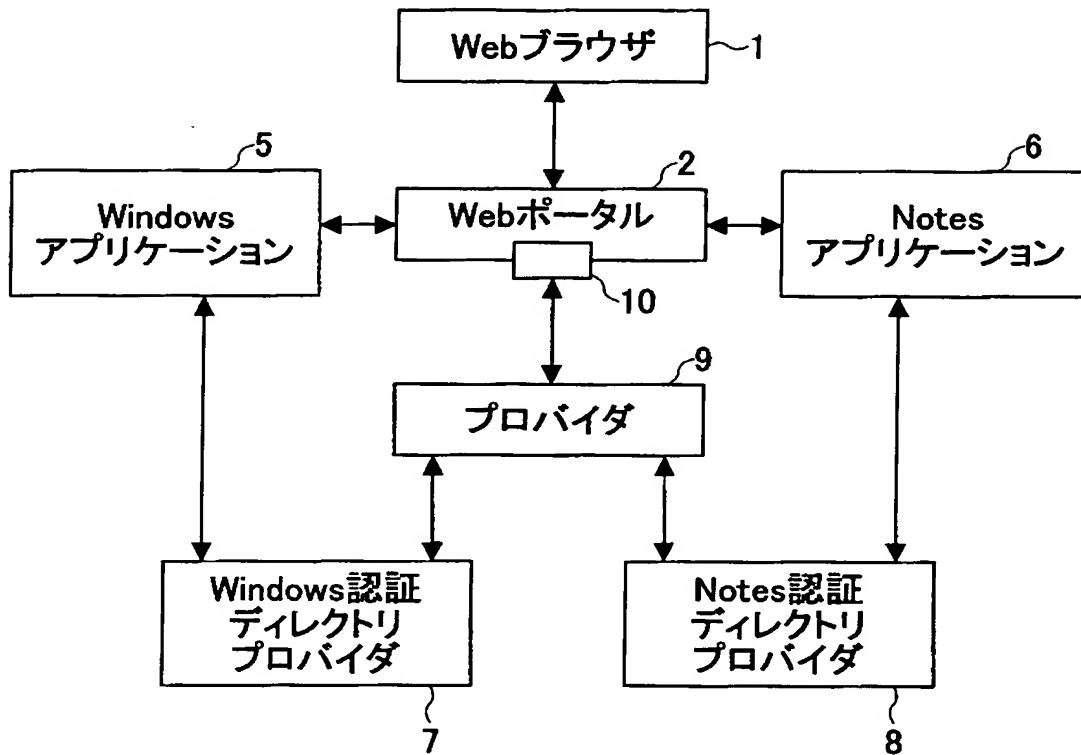 Webブラウザ
1
5
2
6
Windows
アプリケーション
Webポータル
Notes
アプリケーション
10
9
プロバイダ
Windows認証
ディレクトリ
プロバイダ
Notes認証
ディレクトリ
プロバイダ
7
8